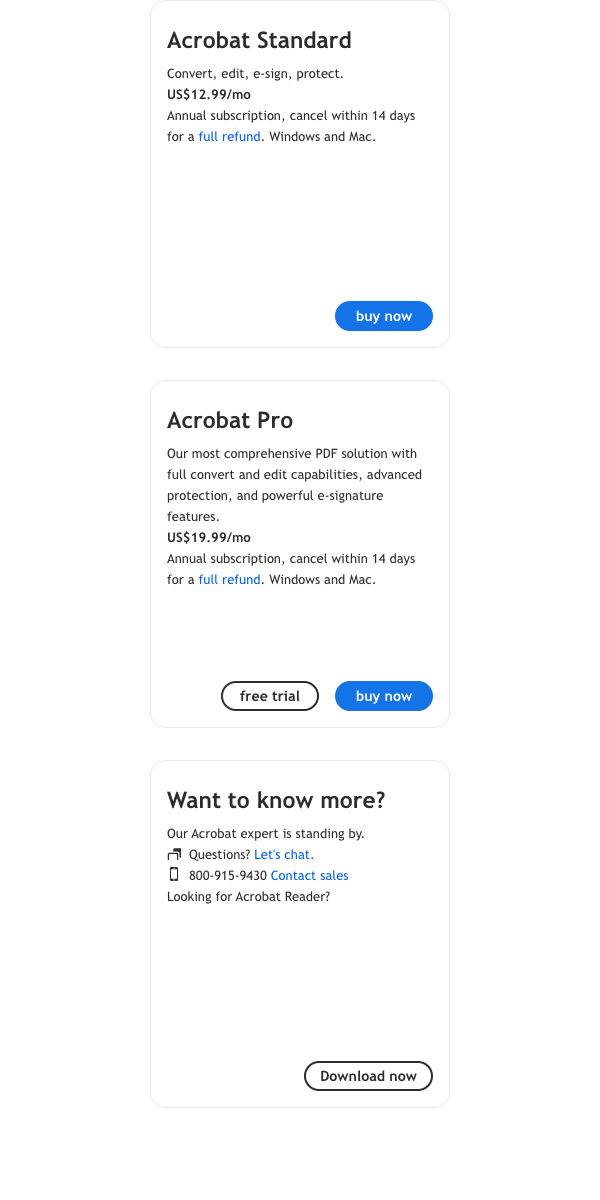 Acrobat Standard
Convert, edit, e-sign, protect.
US$12.99/mo
Annual subscription, cancel within 14 days
for a full refund. Windows and Mac.
buy now
Acrobat Pro
Our most comprehensive PDF solution with
full convert and edit capabilities, advanced
protection, and powerful e-signature
features.
US$19.99/mo
Annual subscription, cancel within 14 days
for a full refund. Windows and Mac.
free trial
buy now
Want to know more?
Our Acrobat expert is standing by.
Questions? Let's chat.
800-915-9430 Contact sales
Looking for Acrobat Reader?
Download now